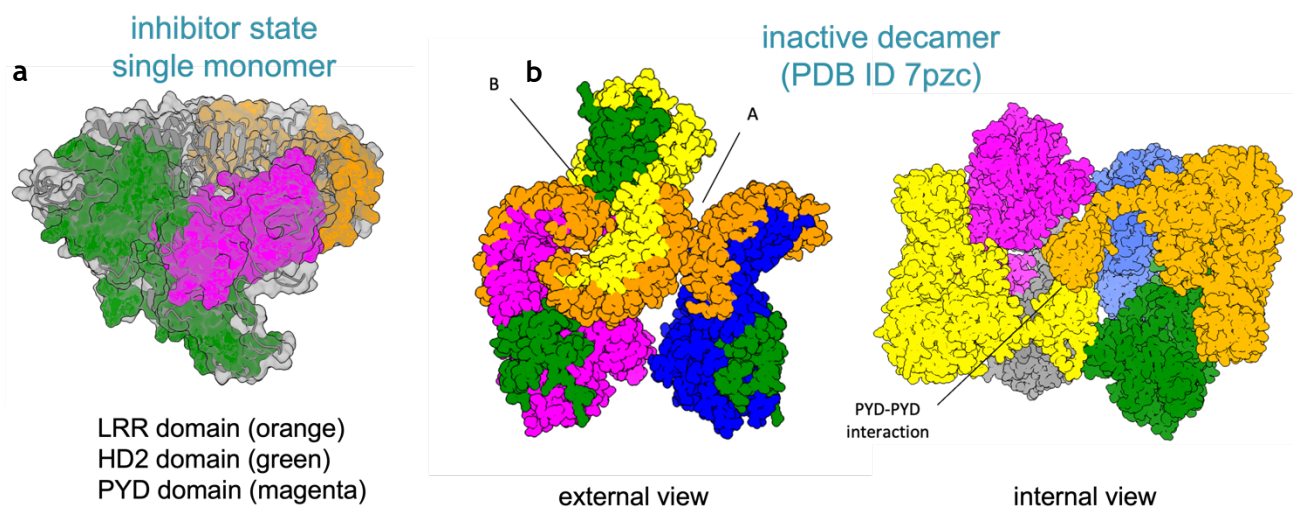 inhibitor state
single monomer
a
LRR domain (orange)
HD2 domain (green)
PYD domain (magenta)
inactive decamer
(PDB ID 7pzc)
b
B
A
external view
PYD-PYD
interaction
internal view